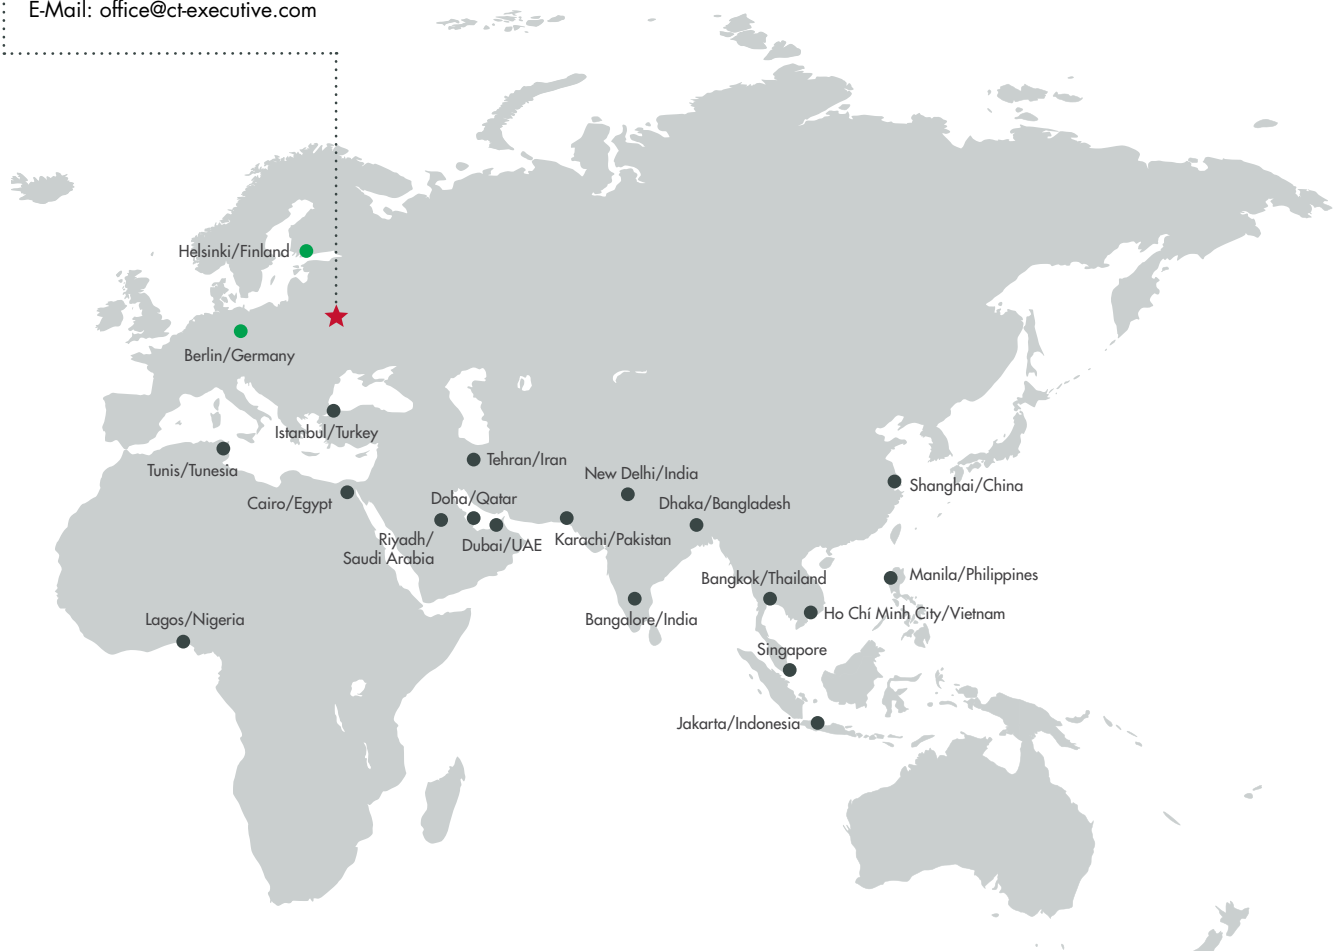 E-Mail: office@ct-executive.com
Helsinki/Finland
Berlin/Germany
Istanbul/Turkey
Tunis/Tunesia
Tehran/Iran
New Delhi/India
Shanghai/China
Cairo/Egypt
Doha/Qatar
Dhaka/Bangladesh
Riyadh/
Saudi Arabia
Dubai/UAE
Karachi/Pakistan
Bangkok/Thailand
Manila/Philippines
Lagos/Nigeria
Bangalore/India
Ho Chí Minh City/Vietnam
Singapore
Jakarta/Indonesia